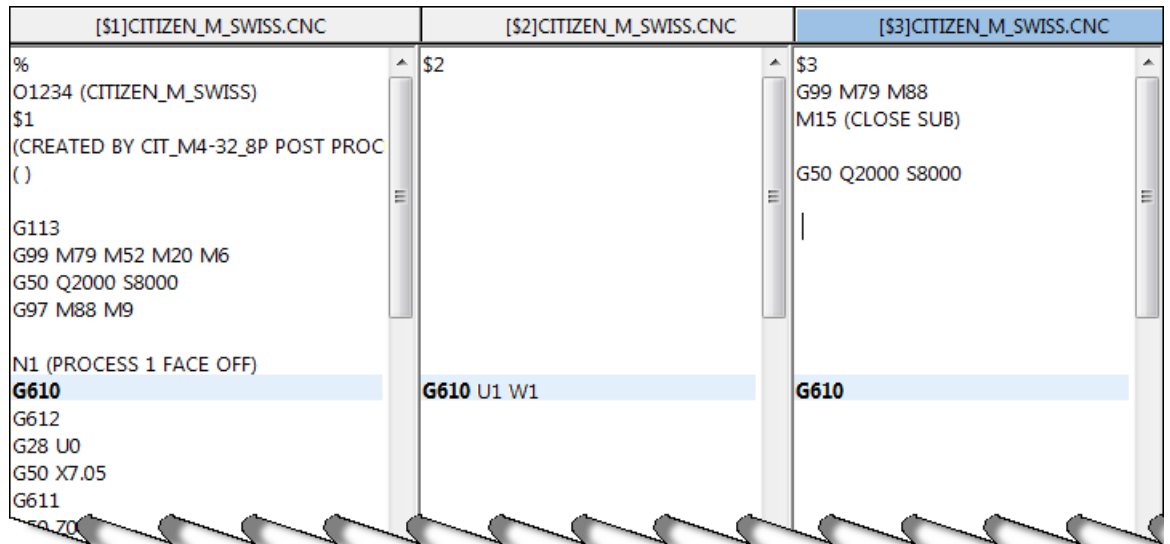 [$1]CITIZEN_M_SWISS.CNC
%
O1234 (CITIZEN_M_SWISS)
$1
(CREATED BY CIT_M4-32_8P POST PROC
( )
G113
G99 M79 M52 M20 M6
G50 Q2000 S8000
G97 M88 M9
N1 (PROCESS 1 FACE OFF)
G610
G612
G28 U0
G50 X7.05
G611
[$2]CITIZEN_M_SWISS.CNC
$2
G610 U1 W1
[$3]CITIZEN_M_SWISS.CNC
$3
G99 M79 M88
M15 (CLOSE SUB)
G50 Q2000 S8000
G610